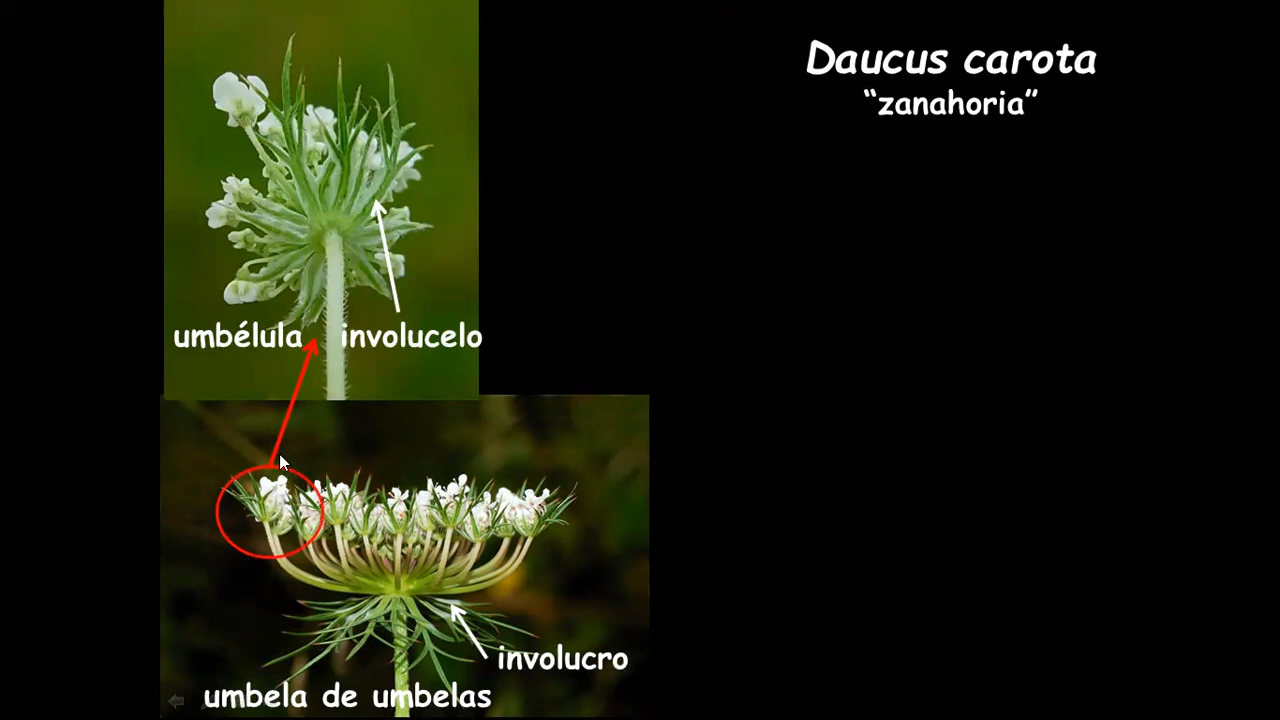 Daucus carota
“zanahoria”
umbélula involucelo
involucro
umbela de umbelas